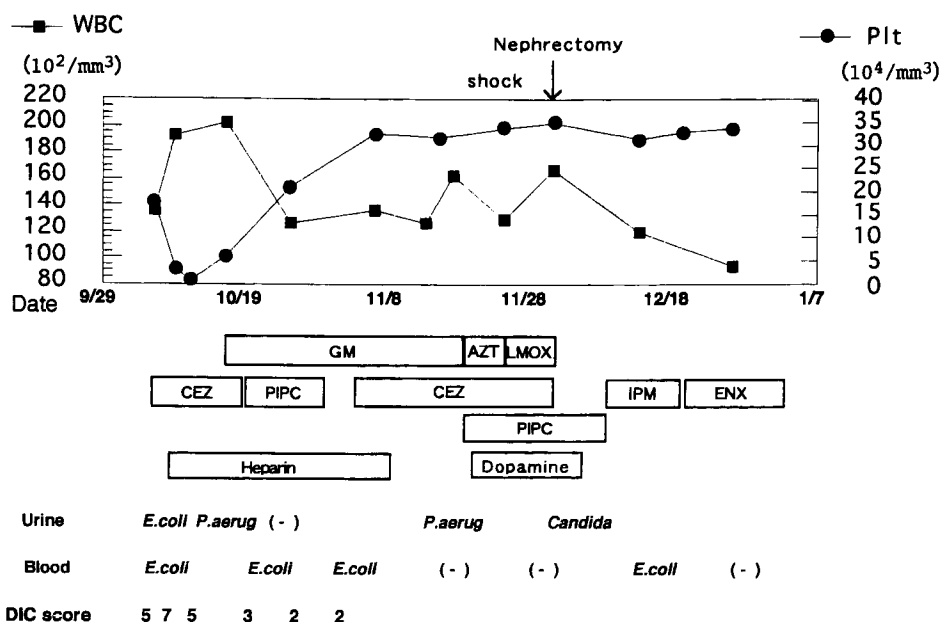 WBC Nephrectomy Plt
(10²/mm³) shock (10⁴/mm³)
220 40
200 35
180 30
160 25
140 20
120 15
100 10
80 5
0
Date 9/29 10/19 11/8 11/28 12/18 1/7
GM AZT LMOX
CEZ PIPC CEZ IPM ENX
PIPC
Heparin Dopamine
Urine E.coli P.aerug (-) P.aerug Candida
Blood E.coli E.coli E.coli (-) (-) E.coli (-)
DIC score 5 7 5 3 2 2